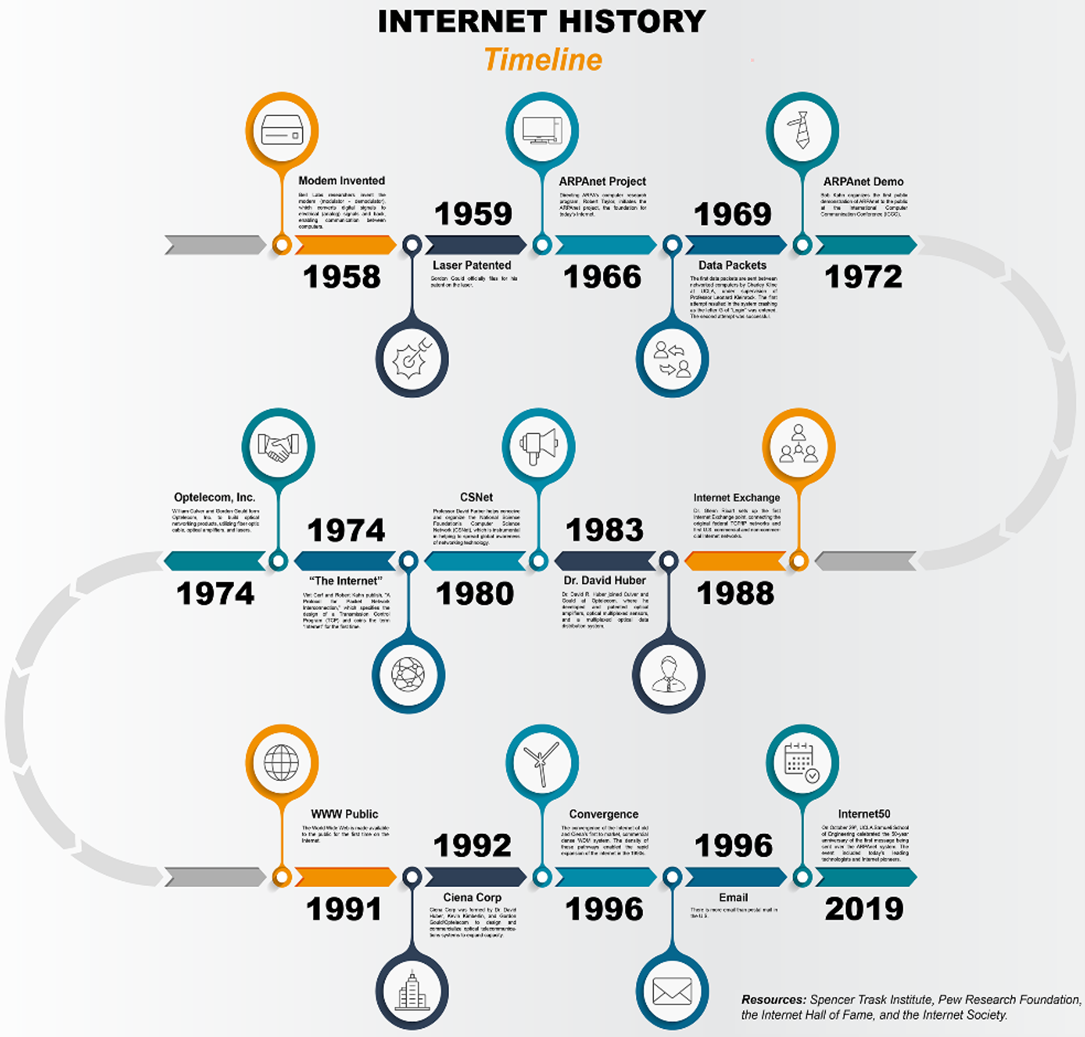 INTERNET HISTORY
Timeline
Modem Invented
Bell Labs researchers invent the
modem (modulator - demodulator),
which converts digital signals to
electrical (analog) signals and back,
enabling communication between
computers.
1958
1959
Laser Patented
Gordon Gould officially files for his
patent on the laser.
ARPAnet Project
Directing ARPA's computer research
program, Robert Taylor initiates the
ARPAnet project, the foundation for
today's Internet.
1966
1969
Data Packets
The first data packets are sent between
networked computers by Charley Kline
at UCLA, under supervision of
Professor Leonard Kleinrock. The first
attempt resulted in the system crashing
as the letter G of "Login" was entered.
The second attempt was successful.
ARPAnet Demo
Bob Kahn organizes the first public
demonstration of ARPAnet to the public
at the International Computer
Communication Conference (ICCC).
1972
Optelecom, Inc.
William Culver and Gordon Gould form
Optelecom, Inc. to build optical
networking products, utilizing fiber optic
cable, optical amplifiers, and lasers.
1974
1974
"The Internet"
Vint Cerf and Robert Kahn publish, "A
Protocol for Packet Network
Interconnection," which specifies the
design of a Transmission Control
Program (TCP) and coins the term
"Internet" for the first time.
CSNet
Professor David Farber helps conceive
and organize the National Science
Foundation's Computer Science
Network (CSNet), which is instrumental
in helping to spread global awareness
of networking technology.
1980
1983
Dr. David Huber
Dr. David R. Huber joined Culver and
Gould at Optelecom, where he
developed and patented optical
amplifiers, optical multiplexed sensors,
and a multiplexed optical data
distribution system.
Internet Exchange
Dr. Glenn Ricart sets up the first
Internet Exchange point, connecting the
original federal TCP/IP networks and
first U.S. commercial and non-commer-
cial Internet networks.
1988
WWW Public
The World Wide Web is made available
to the public for the first time on the
Internet.
1991
1992
Ciena Corp
Ciena Corp was formed by Dr. David
Huber, Kevin Kimberlin, and Gordon
Gould/Optelecom to design and
commercialize optical telecommunica-
tions systems to expand capacity.
Convergence
The convergence of the internet of old
and Ciena's first to market, commercial
dense WDM system. The density of
these pathways enabled the rapid
expansion of the internet in the 1990s.
1996
1996
Email
There is more email than postal mail in
the U.S.
Internet50
On October 29th, UCLA Samueli School
of Engineering celebrated the 50-year
anniversary of the first message being
sent over the ARPAnet system. The
event included today's leading
technologists and Internet pioneers.
2019
Resources: Spencer Trask Institute, Pew Research Foundation,
the Internet Hall of Fame, and the Internet Society.